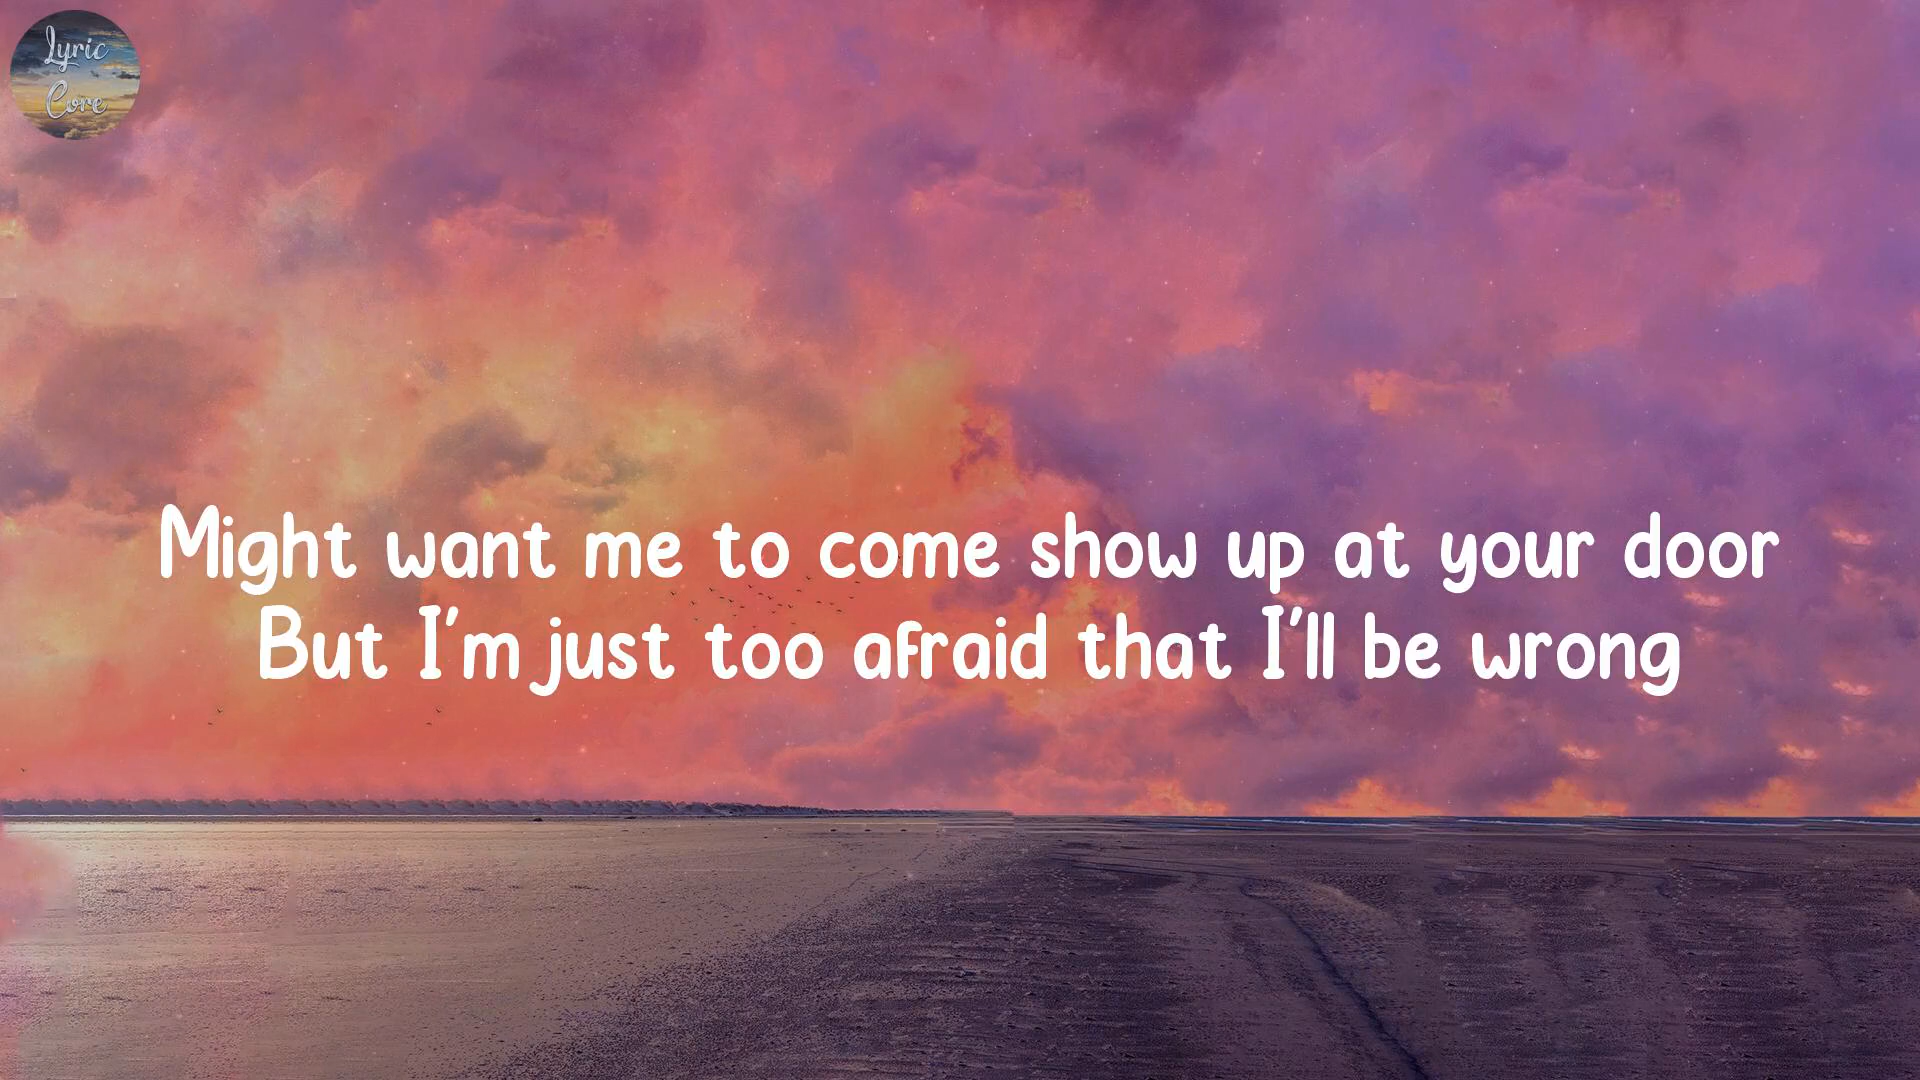 Lyric
Core
Might want me to come show up at your door
But I'm just too afraid that I'll be wrong